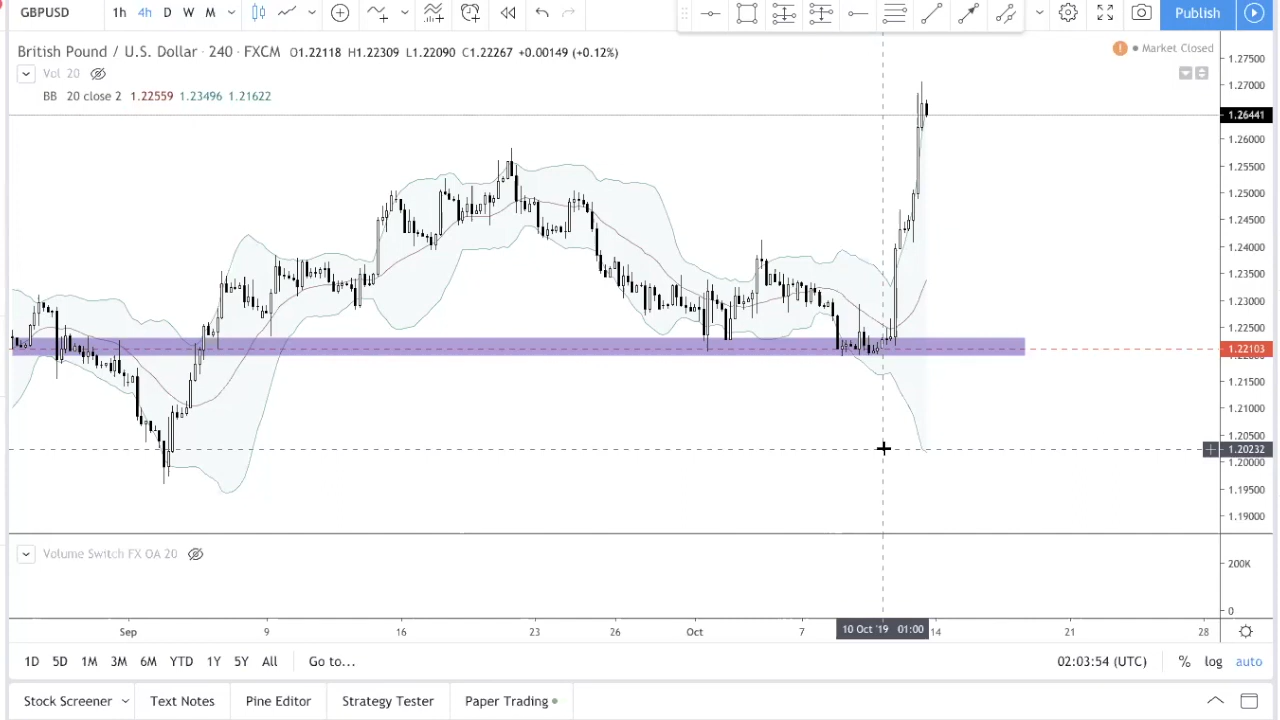 GBPUSD 1h 4h D W M Publish
British Pound / U.S. Dollar · 240 · FXCM O1.22118 H1.22309 L1.22090 C1.22267 +0.00149 (+0.12%) Market Closed
Vol 20
BB 20 close 2 1.22559 1.23496 1.21622
1.27500
1.27000
1.26441
1.26000
1.25500
1.25000
1.24500
1.24000
1.23500
1.23000
1.22500
1.22103
1.21500
1.21000
1.20500
1.20232
1.20000
1.19500
1.19000
Volume Switch FX OA 20
200K
0
Sep 9 16 23 26 Oct 7 10 Oct '19 01:00 14 21 28
1D 5D 1M 3M 6M YTD 1Y 5Y All Go to... 02:03:54 (UTC) % log auto
Stock Screener Text Notes Pine Editor Strategy Tester Paper Trading